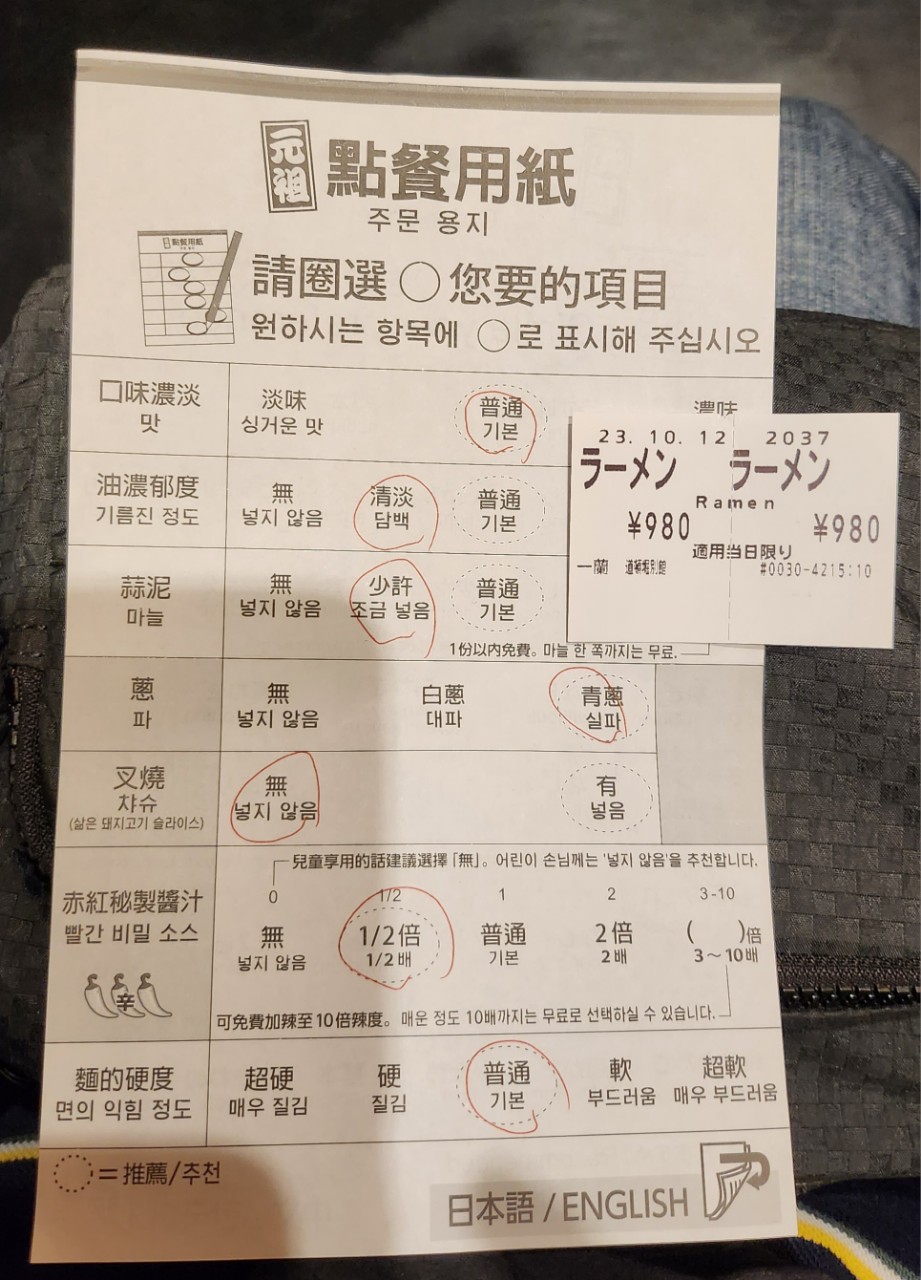 元祖 點餐用紙
주문 용지
點餐用紙
請圈選 ○ 您要的項目
원하시는 항목에 ○로 표시해 주십시오
口味濃淡 淡味 普通 濃味
맛 싱거운 맛 기본
油濃郁度 無 清淡 普通
기름진 정도 넣지 않음 담백 기본
蒜泥 無 少許 普通
마늘 넣지 않음 조금 넣음 기본
1份以內免費。마늘 한 쪽까지는 무료.
蔥 無 白蔥 青蔥
파 넣지 않음 대파 실파
叉燒 無 有
챠슈 넣지 않음 넣음
(삶은 돼지고기 슬라이스)
兒童享用的話建議選擇「無」。어린이 손님께는 '넣지 않음'을 추천합니다.
0 1/2 1 2 3-10
赤紅秘製醬汁 無 1/2倍 普通 2倍 ( )倍
빨간 비밀 소스 넣지 않음 1/2배 기본 2배 3～10배
辛
可免費加辣至10倍辣度。매운 정도 10배까지는 무료로 선택하실 수 있습니다.
麵的硬度 超硬 硬 普通 軟 超軟
면의 익힘 정도 매우 질김 질김 기본 부드러움 매우 부드러움
=推薦/추천
日本語 / ENGLISH
23. 10. 12 2037
ラーメン ラーメン
Ramen
¥980 ¥980
適用当日限り
一蘭 道頓堀別館 #0030-4215:10